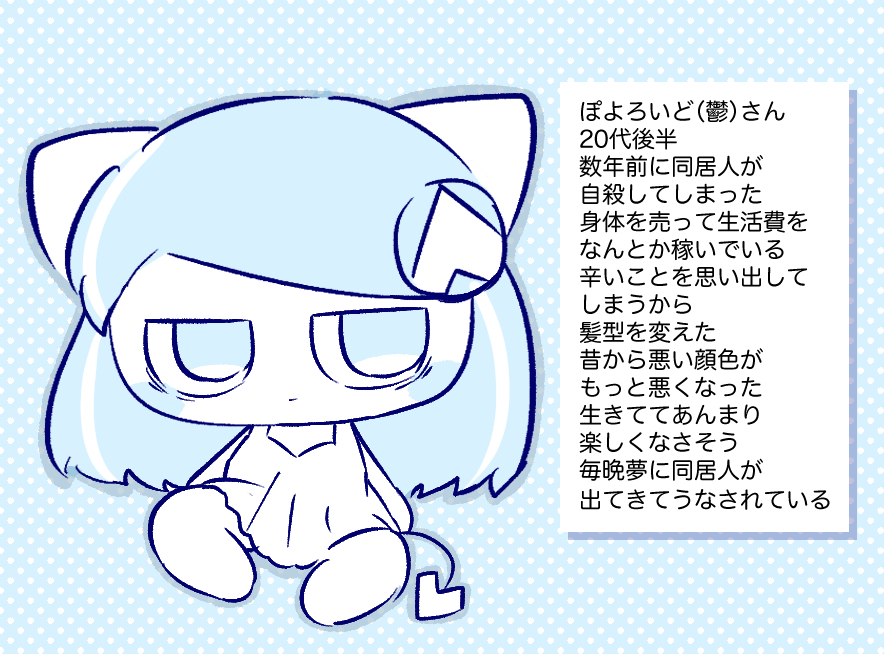 ぽよろいど(鬱)さん
20代後半
数年前に同居人が
自殺してしまった
身体を売って生活費を
なんとか稼いでいる
辛いことを思い出して
しまうから
髪型を変えた
昔から悪い顔色が
もっと悪くなった
生きててあんまり
楽しくなさそう
毎晩夢に同居人が
出てきてうなされている